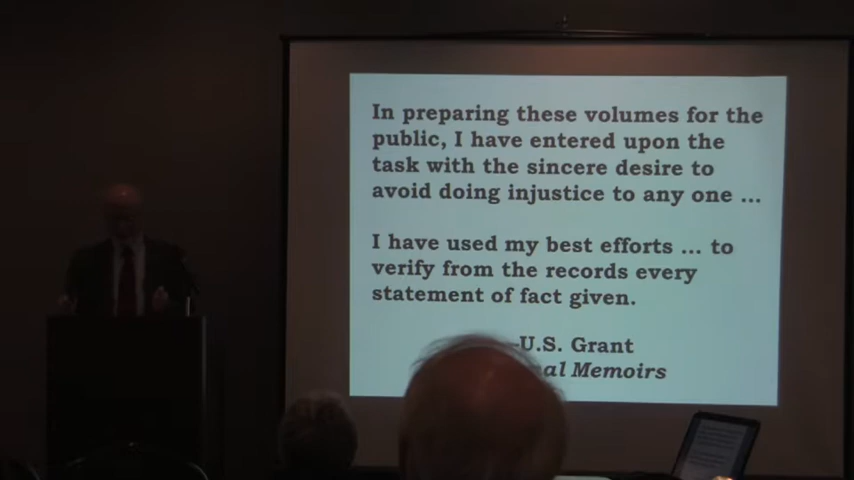 In preparing these volumes for the
public, I have entered upon the
task with the sincere desire to
avoid doing injustice to any one ...
I have used my best efforts ... to
verify from the records every
statement of fact given.
U.S. Grant
al Memoirs